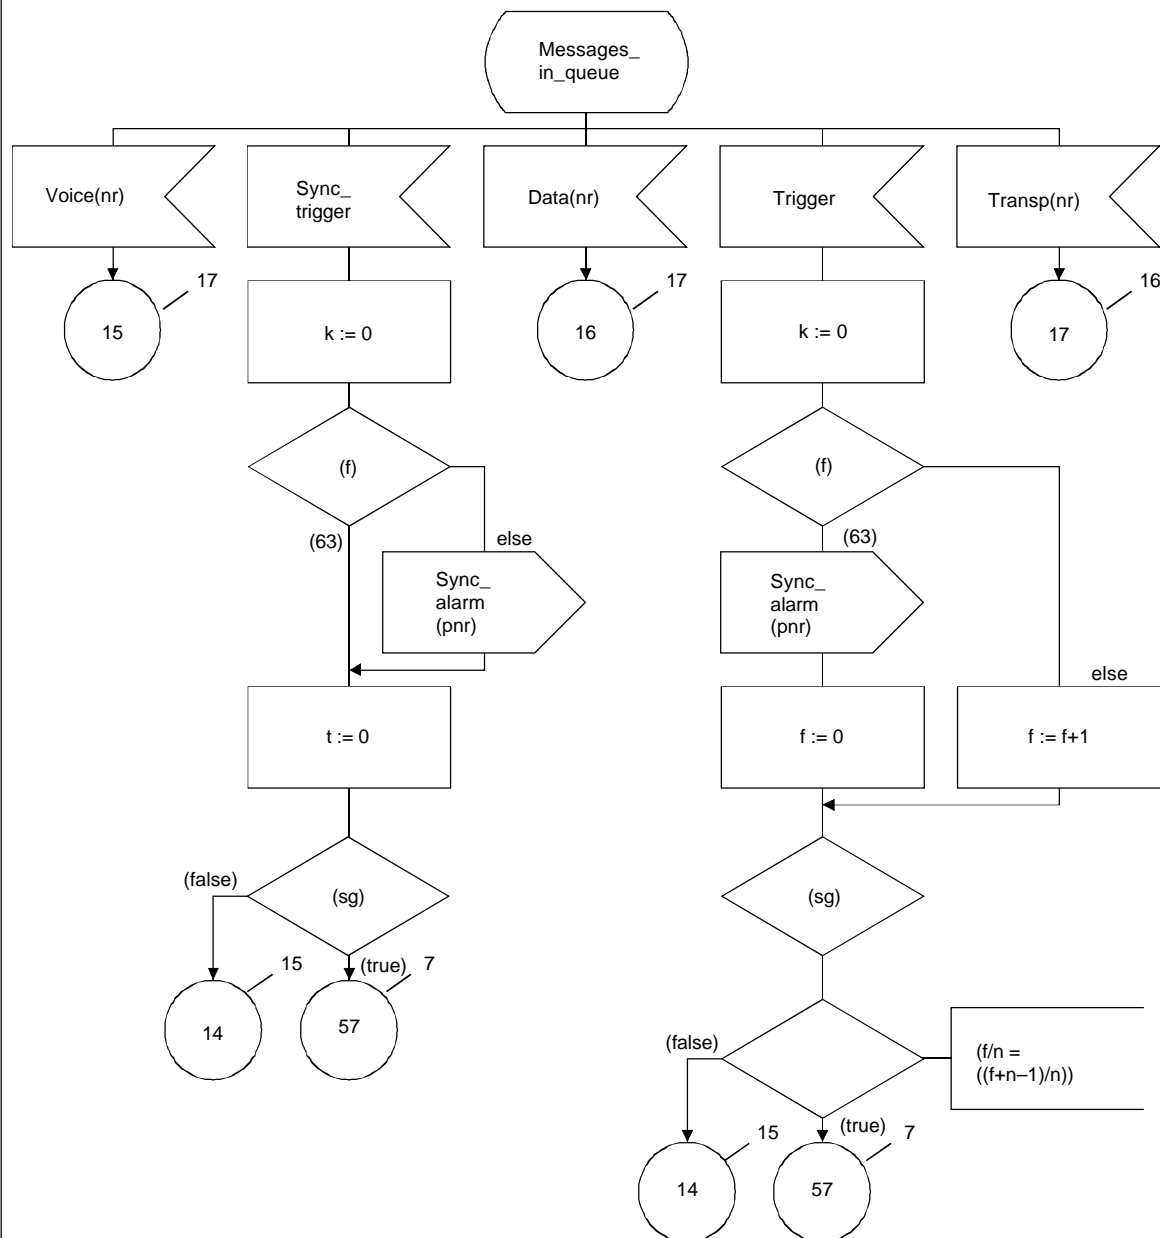 Messages_
in_queue
Voice(nr)
Sync_
trigger
Data(nr)
Trigger
Transp(nr)
17
15
k := 0
17
16
k := 0
16
17
(f)
(63)
else
Sync_
alarm
(pnr)
(f)
(63)
Sync_
alarm
(pnr)
else
t := 0
f := 0
f := f+1
(false)
(sg)
(sg)
15
(true)
7
14
57
(false)
(f/n =
((f+n–1)/n))
15
(true)
7
14
57